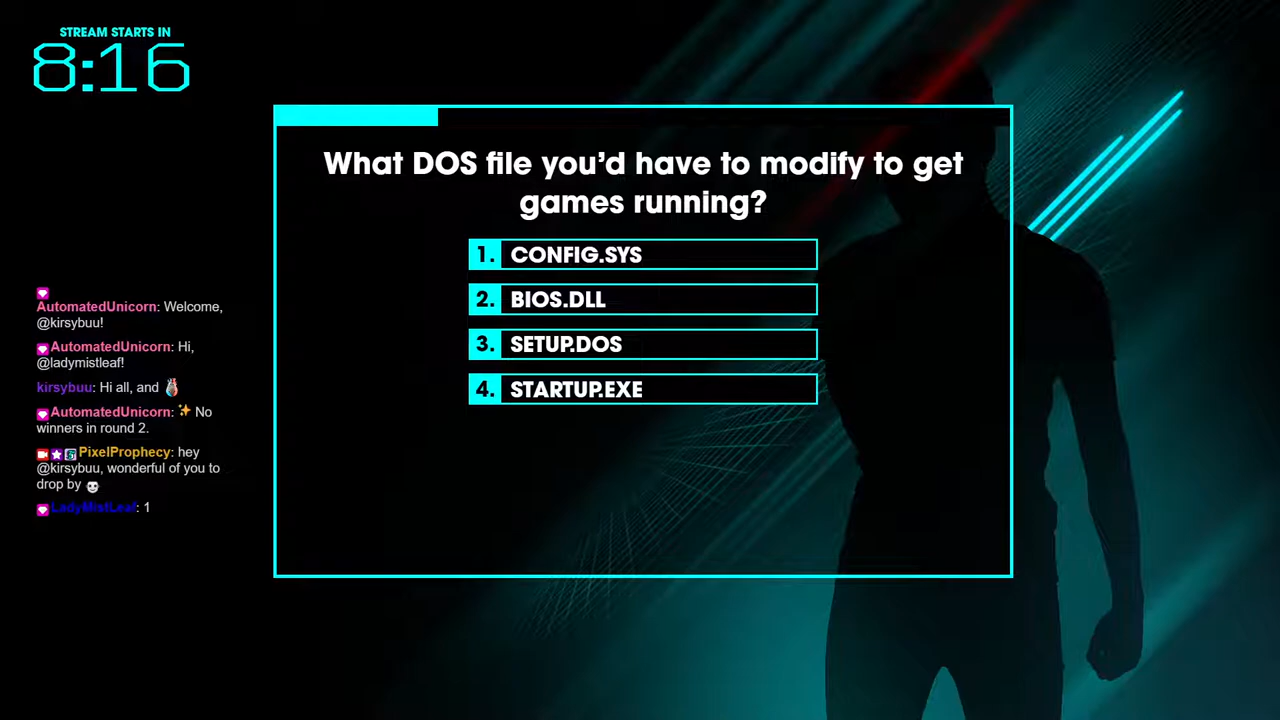 STREAM STARTS IN
8:16
What DOS file you'd have to modify to get
games running?
1. CONFIG.SYS
2. BIOS.DLL
3. SETUP.DOS
4. STARTUP.EXE
AutomatedUnicorn: Welcome,
@kirsybuu!
AutomatedUnicorn: Hi,
@ladymistleaf!
kirsybuu: Hi all, and
AutomatedUnicorn: No
winners in round 2.
PixelProphecy: hey
@kirsybuu, wonderful of you to
drop by
LadyMistLeaf: 1